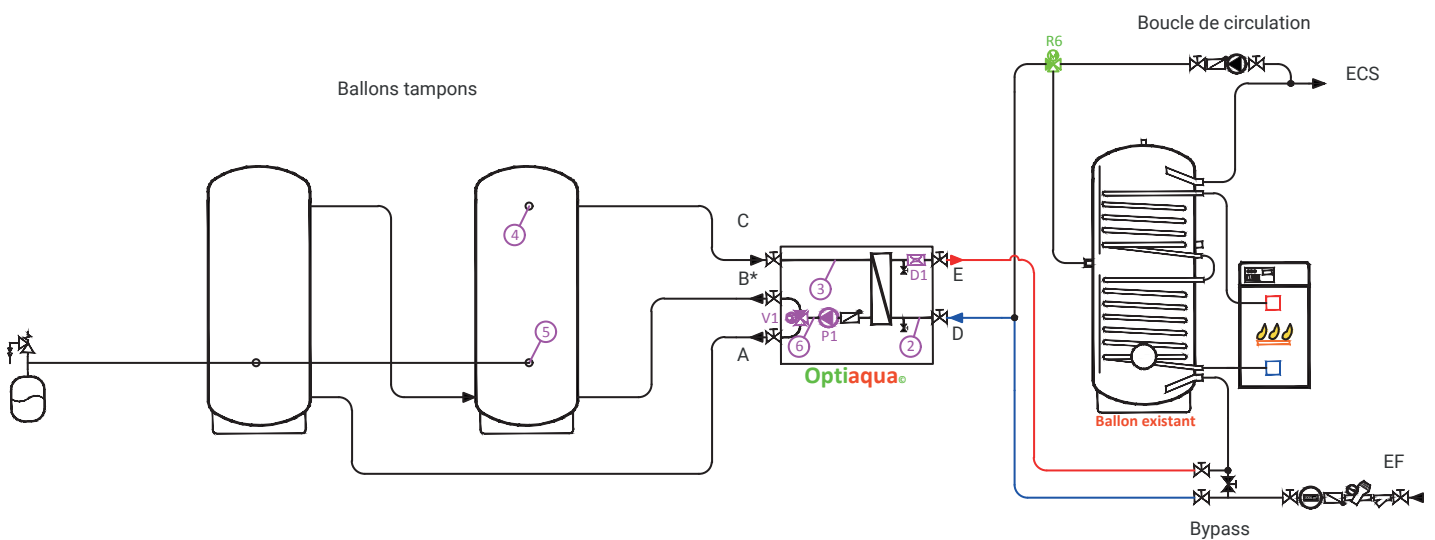 Boucle de circulation
R6
ECS
Ballons tampons
C
4
B*
3
D1
E
V1
6
P1
2
D
5
A
Optiaqua©
Ballon existant
EF
Bypass